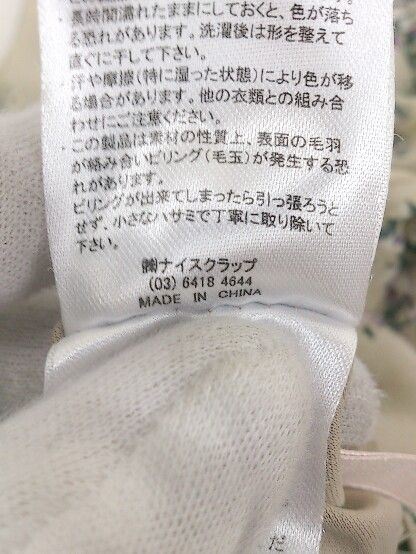 ・長時間濡れたままにしておくと、色が落ち
る恐れがあります。洗濯後は形を整えて
直ぐに干して下さい。
・汗や摩擦(特に湿った状態)により色が移
る場合があります。他の衣類との組み合
わせにご注意ください。
・この製品は素材の性質上、表面の毛羽
が絡み合いピリング(毛玉)が発生する恐
れがあります。
ピリングが出来てしまったら引っ張ろうと
せず、小さなハサミで丁寧に取り除いて
下さい。
㈱ナイスクラップ
(03) 6418 4644
MADE IN CHINA
だ